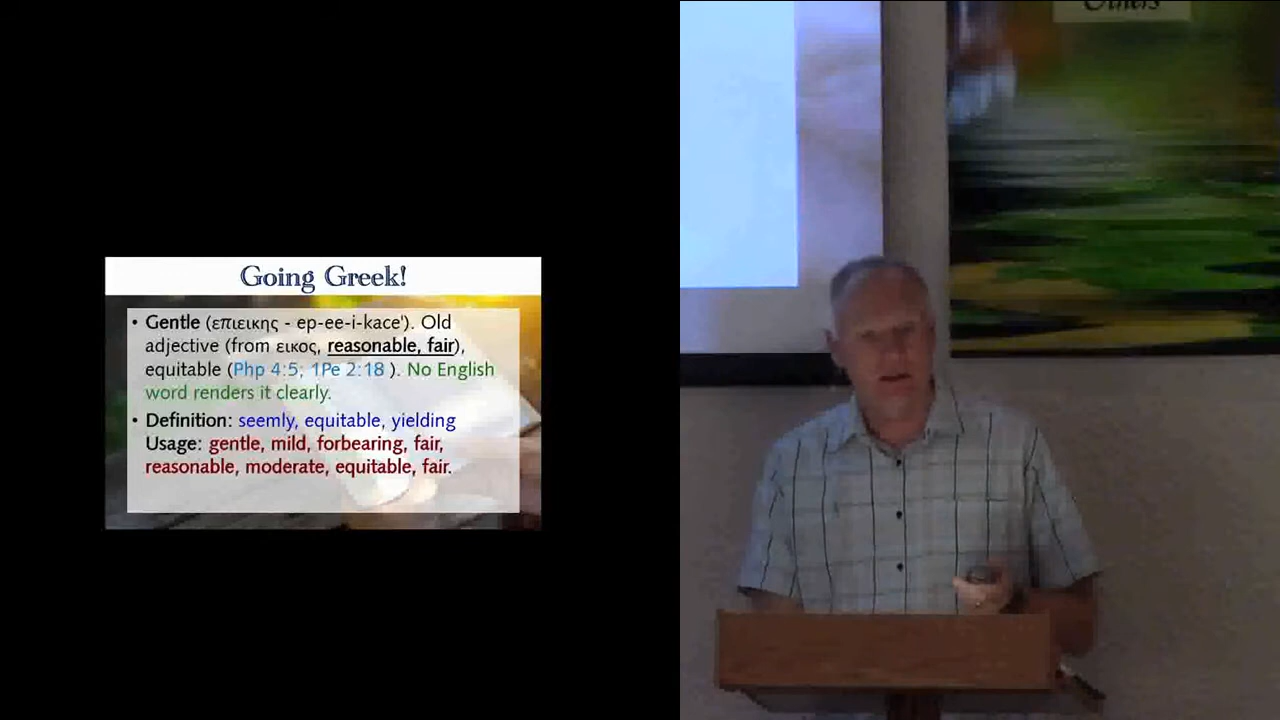 Others
Going Greek!
• Gentle (επιεικης - ep-ee-i-kace'). Old
adjective (from εικος, reasonable, fair),
equitable (Php 4:5; 1Pe 2:18 ). No English
word renders it clearly.
• Definition: seemly, equitable, yielding
Usage: gentle, mild, forbearing, fair,
reasonable, moderate, equitable, fair.